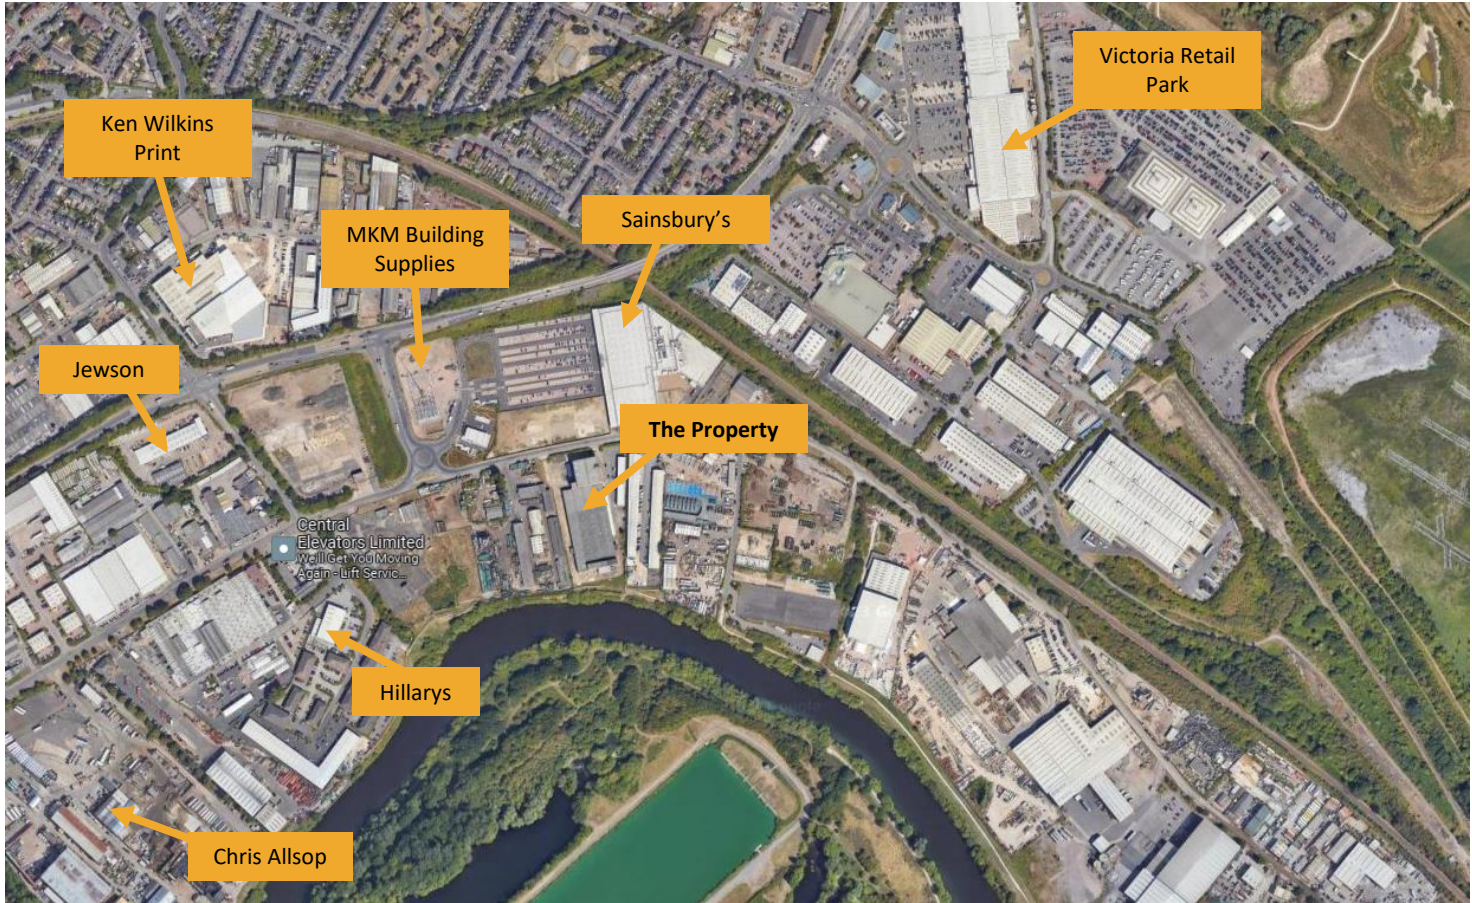 Victoria Retail
Park
Ken Wilkins
Print
Sainsbury's
MKM Building
Supplies
Jewson
The Property
Central
Elevators Limited
We'll Get You Moving
Again - Lift Servic...
Hillarys
Chris Allsop